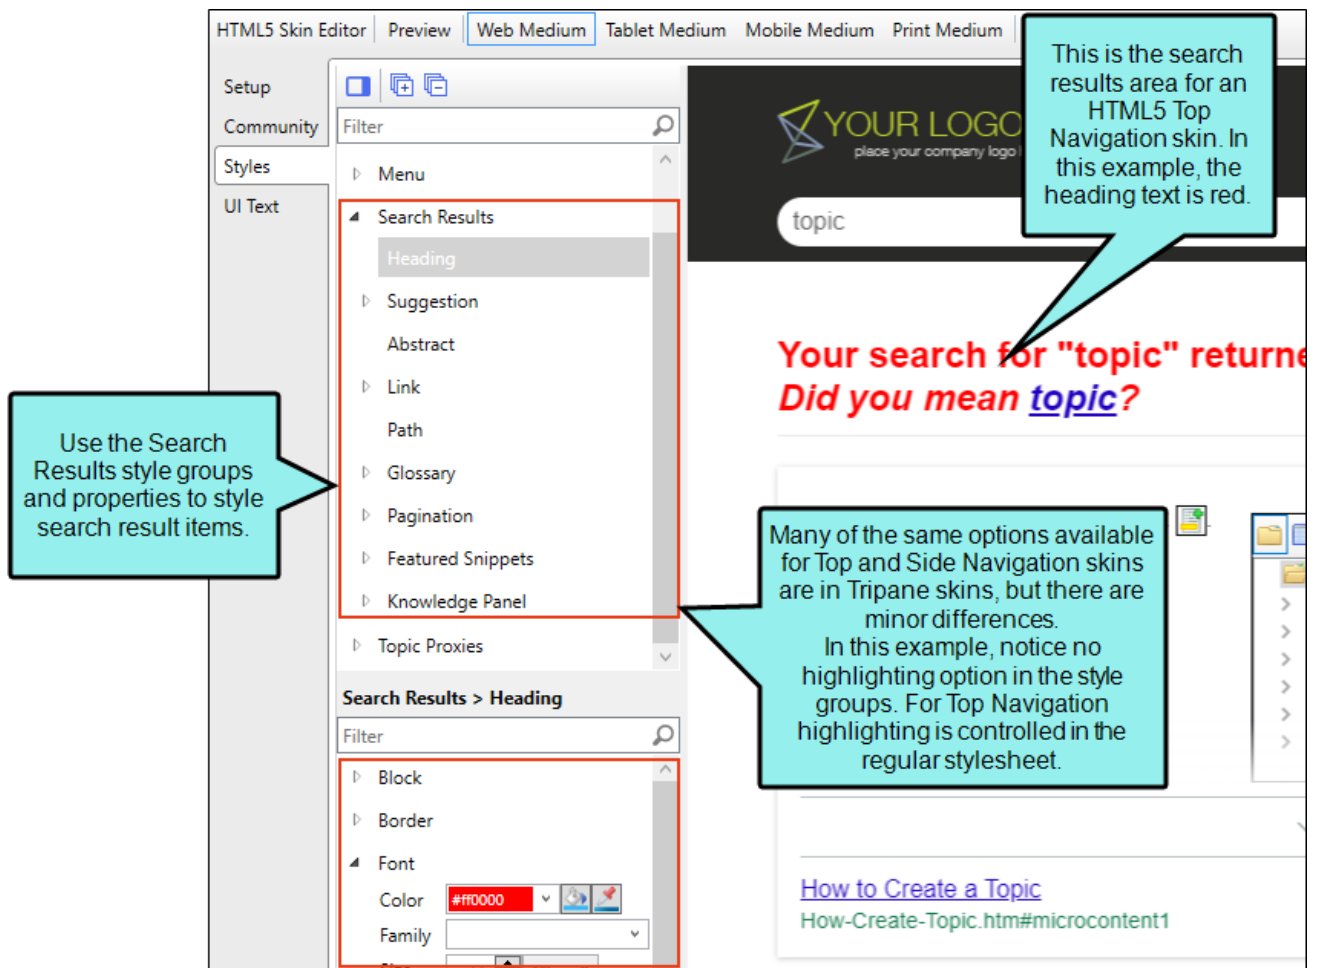 HTML5 Skin Editor Preview Web Medium Tablet Medium Mobile Medium Print Medium
This is the search
results area for an
HTML5 Top
Navigation skin. In
this example, the
heading text is red.
Setup
Community
Styles
UI Text
Filter
Menu
Search Results
Heading
Suggestion
Abstract
Link
Path
Glossary
Pagination
Featured Snippets
Knowledge Panel
Topic Proxies
Use the Search
Results style groups
and properties to style
search result items.
YOUR LOGO
place your company logo
topic
Your search for "topic" returne
Did you mean topic?
Many of the same options available
for Top and Side Navigation skins
are in Tripane skins, but there are
minor differences.
In this example, notice no
highlighting option in the style
groups. For Top Navigation
highlighting is controlled in the
regular stylesheet.
Search Results > Heading
Filter
Block
Border
Font
Color #ff0000
Family
How to Create a Topic
How-Create-Topic.htm#microcontent1